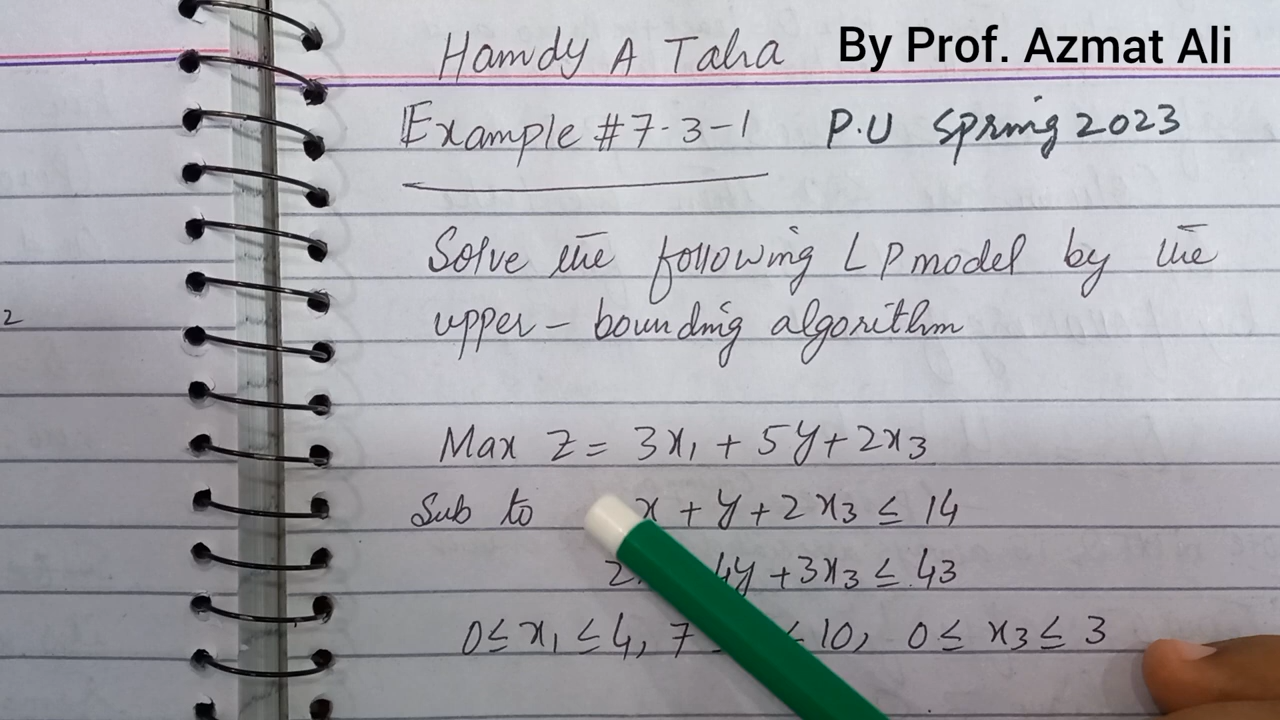 Hamdy A Taha By Prof. Azmat Ali
Example #7.3-1 P.U Spring 2023
Solve the following LP model by the
upper-bounding algorithm
Max Z = 3x₁ + 5y + 2x₃
Sub to x + y + 2x₃ ≤ 14
2 4y + 3x₃ ≤ 43
0 ≤ x₁ ≤ 4, 7 ≤ 10, 0 ≤ x₃ ≤ 3
2